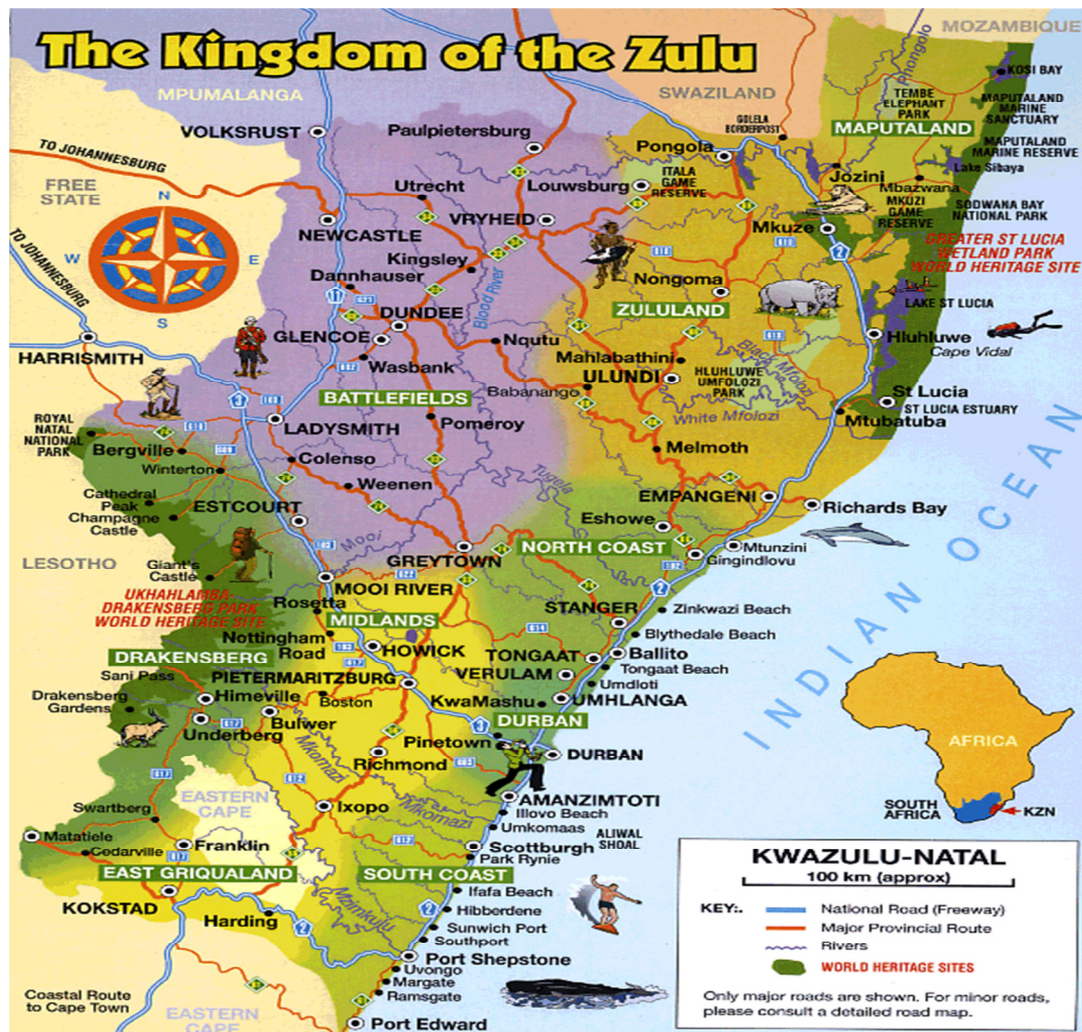 The Kingdom of the Zulu
MOZAMBIQUE
MPUMALANGA
SWAZILAND
Phongolo
KOSI BAY
TEMBE
ELEPHANT
PARK
MAPUTALAND
MARINE
SANCTUARY
VOLKSRUST
Paulpietersburg
GOLELA
BORDERPOST
MAPUTALAND
TO JOHANNESBURG
Pongola
MAPUTALAND
MARINE RESERVE
Lake Sibaya
FREE
STATE
Utrecht
Louwsburg
ITALA
GAME
RESERVE
Jozini
Mbazwana
MKUZI
GAME
RESERVE
SODWANA BAY
NATIONAL PARK
N
VRYHEID
NEWCASTLE
Mkuze
GREATER ST LUCIA
WETLAND PARK
WORLD HERITAGE SITE
TO JOHANNESBURG
W
E
S
Kingsley
Dannhauser
Blood River
Nongoma
LAKE ST LUCIA
DUNDEE
ZULULAND
GLENCOE
Nqutu
Hluhluwe
Cape Vidal
HARRISMITH
Wasbank
Mahlabathini
Black Mfolozi
ULUNDI
HLUHLUWE
UMFOLOZI
PARK
Babanango
BATTLEFIELDS
St Lucia
ST LUCIA ESTUARY
ROYAL
NATAL
NATIONAL
PARK
LADYSMITH
Pomeroy
White Mfolozi
Mtubatuba
Bergville
Winterton
Colenso
Melmoth
Weenen
Tugela
Cathedral
Peak
Champagne
Castle
ESTCOURT
EMPANGENI
Richards Bay
Eshowe
INDIAN OCEAN
Mooi
NORTH COAST
Mtunzini
Gingindlovu
LESOTHO
Giant's
Castle
GREYTOWN
UKHAHLAMBA-
DRAKENSBERG PARK
WORLD HERITAGE SITE
MOOI RIVER
Rosetta
STANGER
Zinkwazi Beach
MIDLANDS
Nottingham
Road
Blythedale Beach
HOWICK
DRAKENSBERG
TONGAAT
Ballito
Tongaat Beach
Sani Pass
PIETERMARITZBURG
VERULAM
Umdloti
Drakensberg
Gardens
Himeville
Boston
KwaMashu
UMHLANGA
Underberg
Bulwer
DURBAN
Pinetown
DURBAN
Mkomazi
Richmond
AFRICA
EASTERN
CAPE
Ixopo
Mkomazi
AMANZIMTOTI
Illovo Beach
Umkomaas
ALIWAL
SHOAL
SOUTH
AFRICA
KZN
Swartberg
Matatiele
Cedarville
Franklin
Scottburgh
Park Rynie
EAST GRIQUALAND
SOUTH COAST
Ifafa Beach
KOKSTAD
Mzimkulu
Hibberdene
Harding
Sunwich Port
Southport
Port Shepstone
Uvongo
Margate
Ramsgate
Coastal Route
to Cape Town
EASTERN
CAPE
Port Edward
KWAZULU-NATAL
100 km (approx)
KEY:.
National Road (Freeway)
Major Provincial Route
Rivers
WORLD HERITAGE SITES
Only major roads are shown. For minor roads,
please consult a detailed road map.